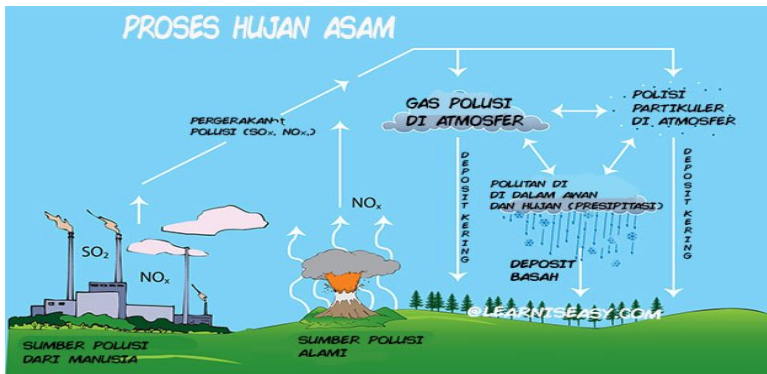 PROSES HUJAN ASAM
PERGERAKAN
POLUSI (SOx, NOx,)
GAS POLUSI
DI ATMOSFER
POLISI
PARTIKULER
DI ATMOSFER
DEPOSIT KERING
POLUTAN DI
DI DALAM AWAN
DAN HUJAN (PRESIPITASI)
DEPOSIT KERING
DEPOSIT
BASAH
NOx
SO2
NOx
@LEARNISEASY.COM
SUMBER POLUSI
DARI MANUSIA
SUMBER POLUSI
ALAMI